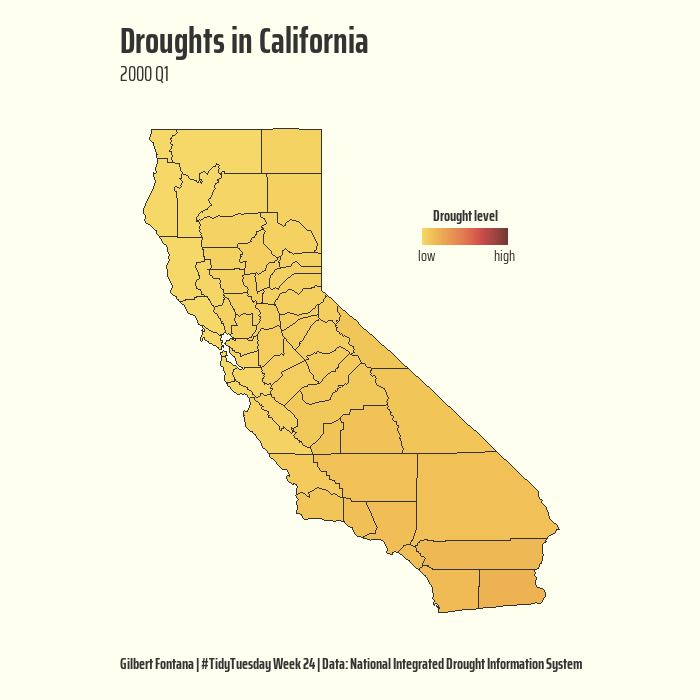 Droughts in California
2000 Q1
Drought level
low high
Gilbert Fontana | #TidyTuesday Week 24 | Data: National Integrated Drought Information System